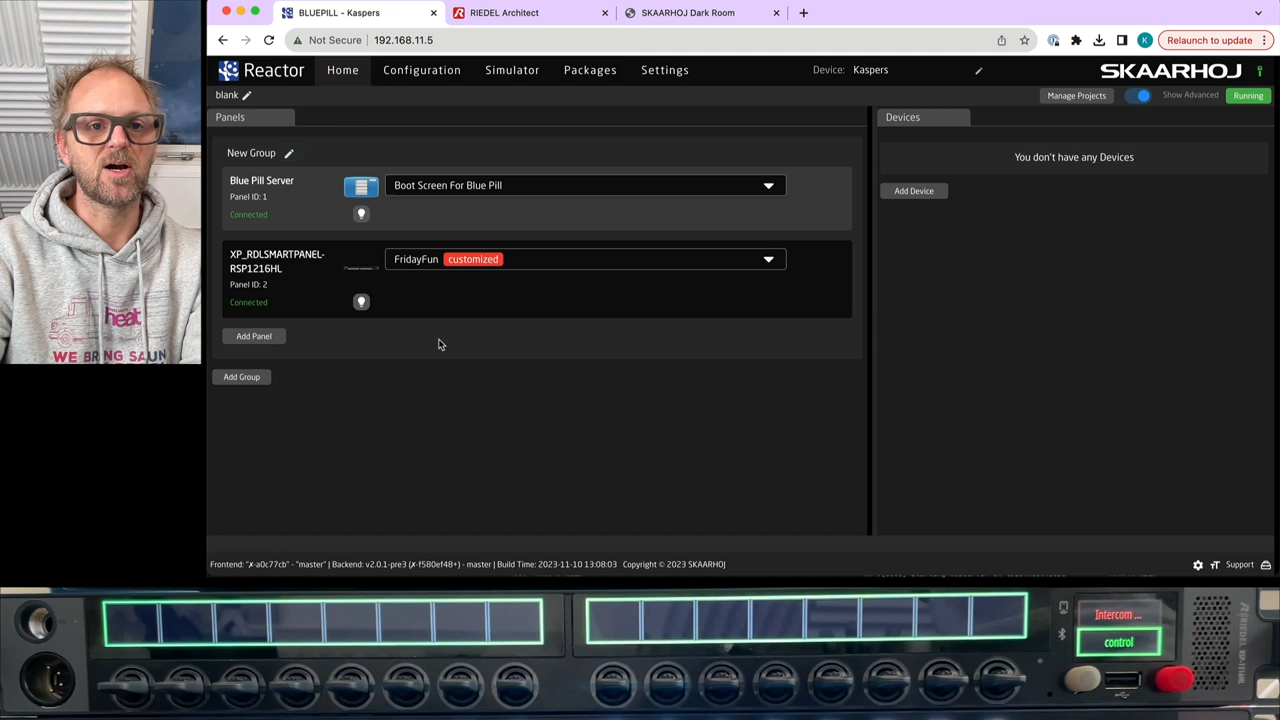 BLUEPILL - Kaspers
RIEDEL Architect
SKAARHOJ Dark Room
Not Secure
192.168.11.5
K
Relaunch to update
Reactor
Home
Configuration
Simulator
Packages
Settings
Device:
Kaspers
SKAARHOJ
blank
Manage Projects
Show Advanced
Running
Panels
Devices
New Group
You don't have any Devices
Add Device
Blue Pill Server
Panel ID: 1
Connected
Boot Screen For Blue Pill
XP_RDLSMARTPANEL-
RSP1216HL
Panel ID: 2
Connected
FridayFun customized
Add Panel
Add Group
heat
WE BRING SAUN
Frontend: "✗-a0c77cb" - "master" | Backend: v2.0.1-pre3 (✗-f580ef48+) - master | Build Time: 2023-11-10 13:08:03 Copyright © 2023 SKAARHOJ
Support
Intercom ...
control
RIEDEL